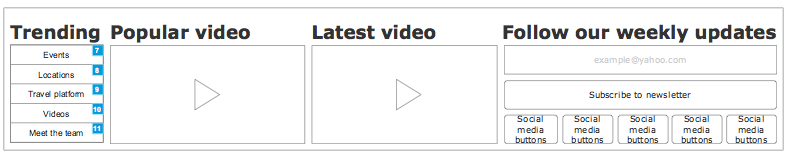 Trending Popular video Latest video Follow our weekly updates
Events 7
Locations 8
Travel platform 9
Videos 10
Meet the team 11
example@yahoo.com
Subscribe to newsletter
Social media buttons
Social media buttons
Social media buttons
Social media buttons
Social media buttons